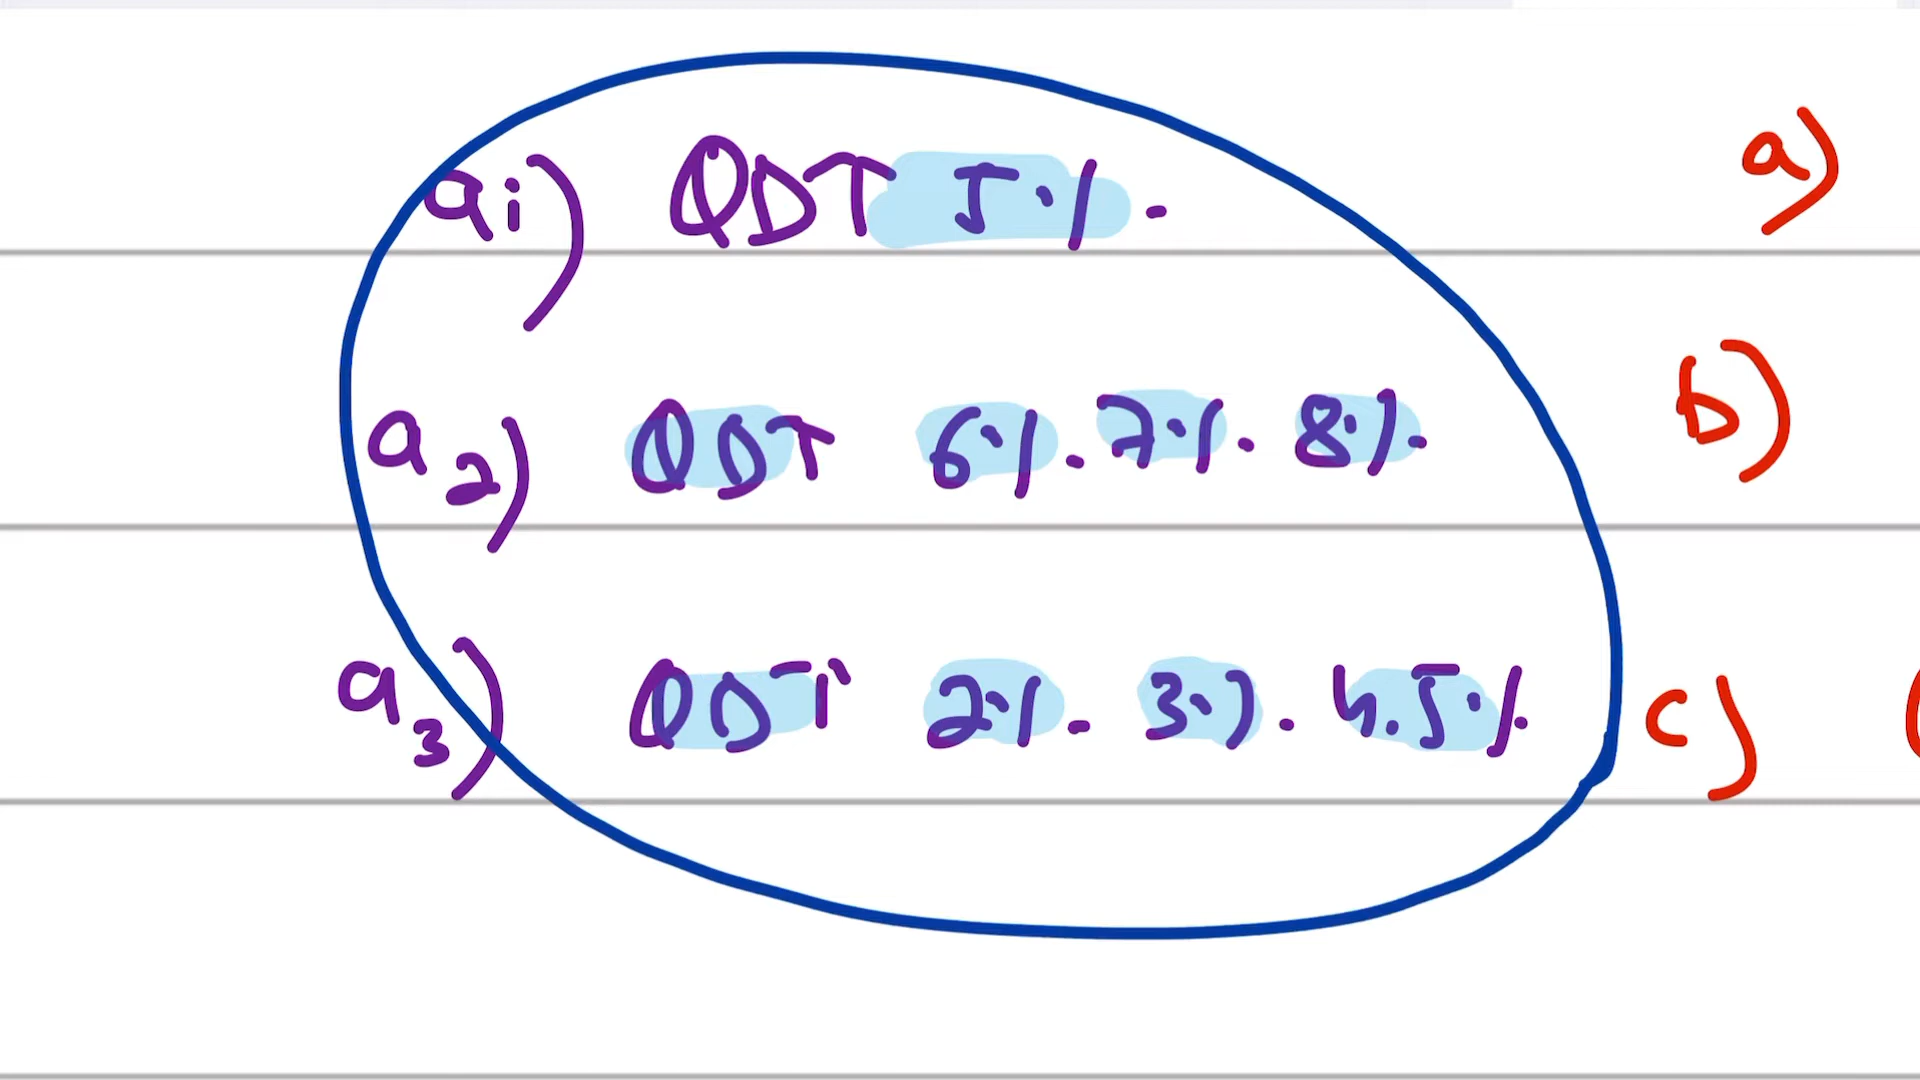 a1) QDT 5%. a)
a2) QDT 6%. 7%. 8%. b)
a3) QDT 2%. 3%. 4.5%. c)